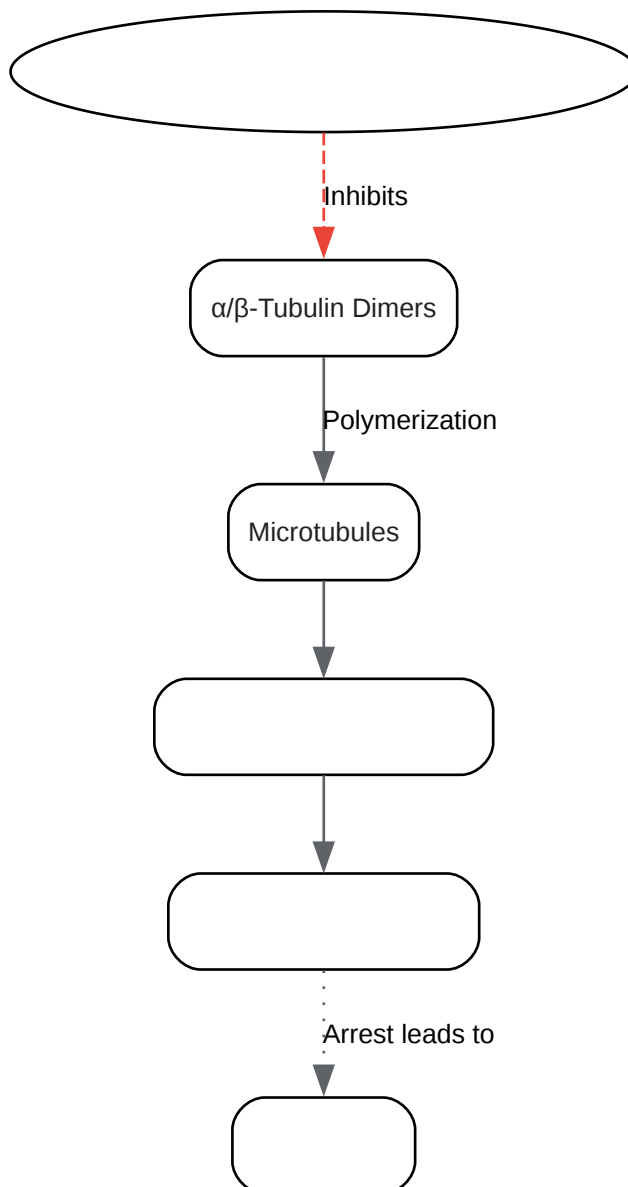 Inhibits
α/β-Tubulin Dimers
Polymerization
Microtubules
Arrest leads to